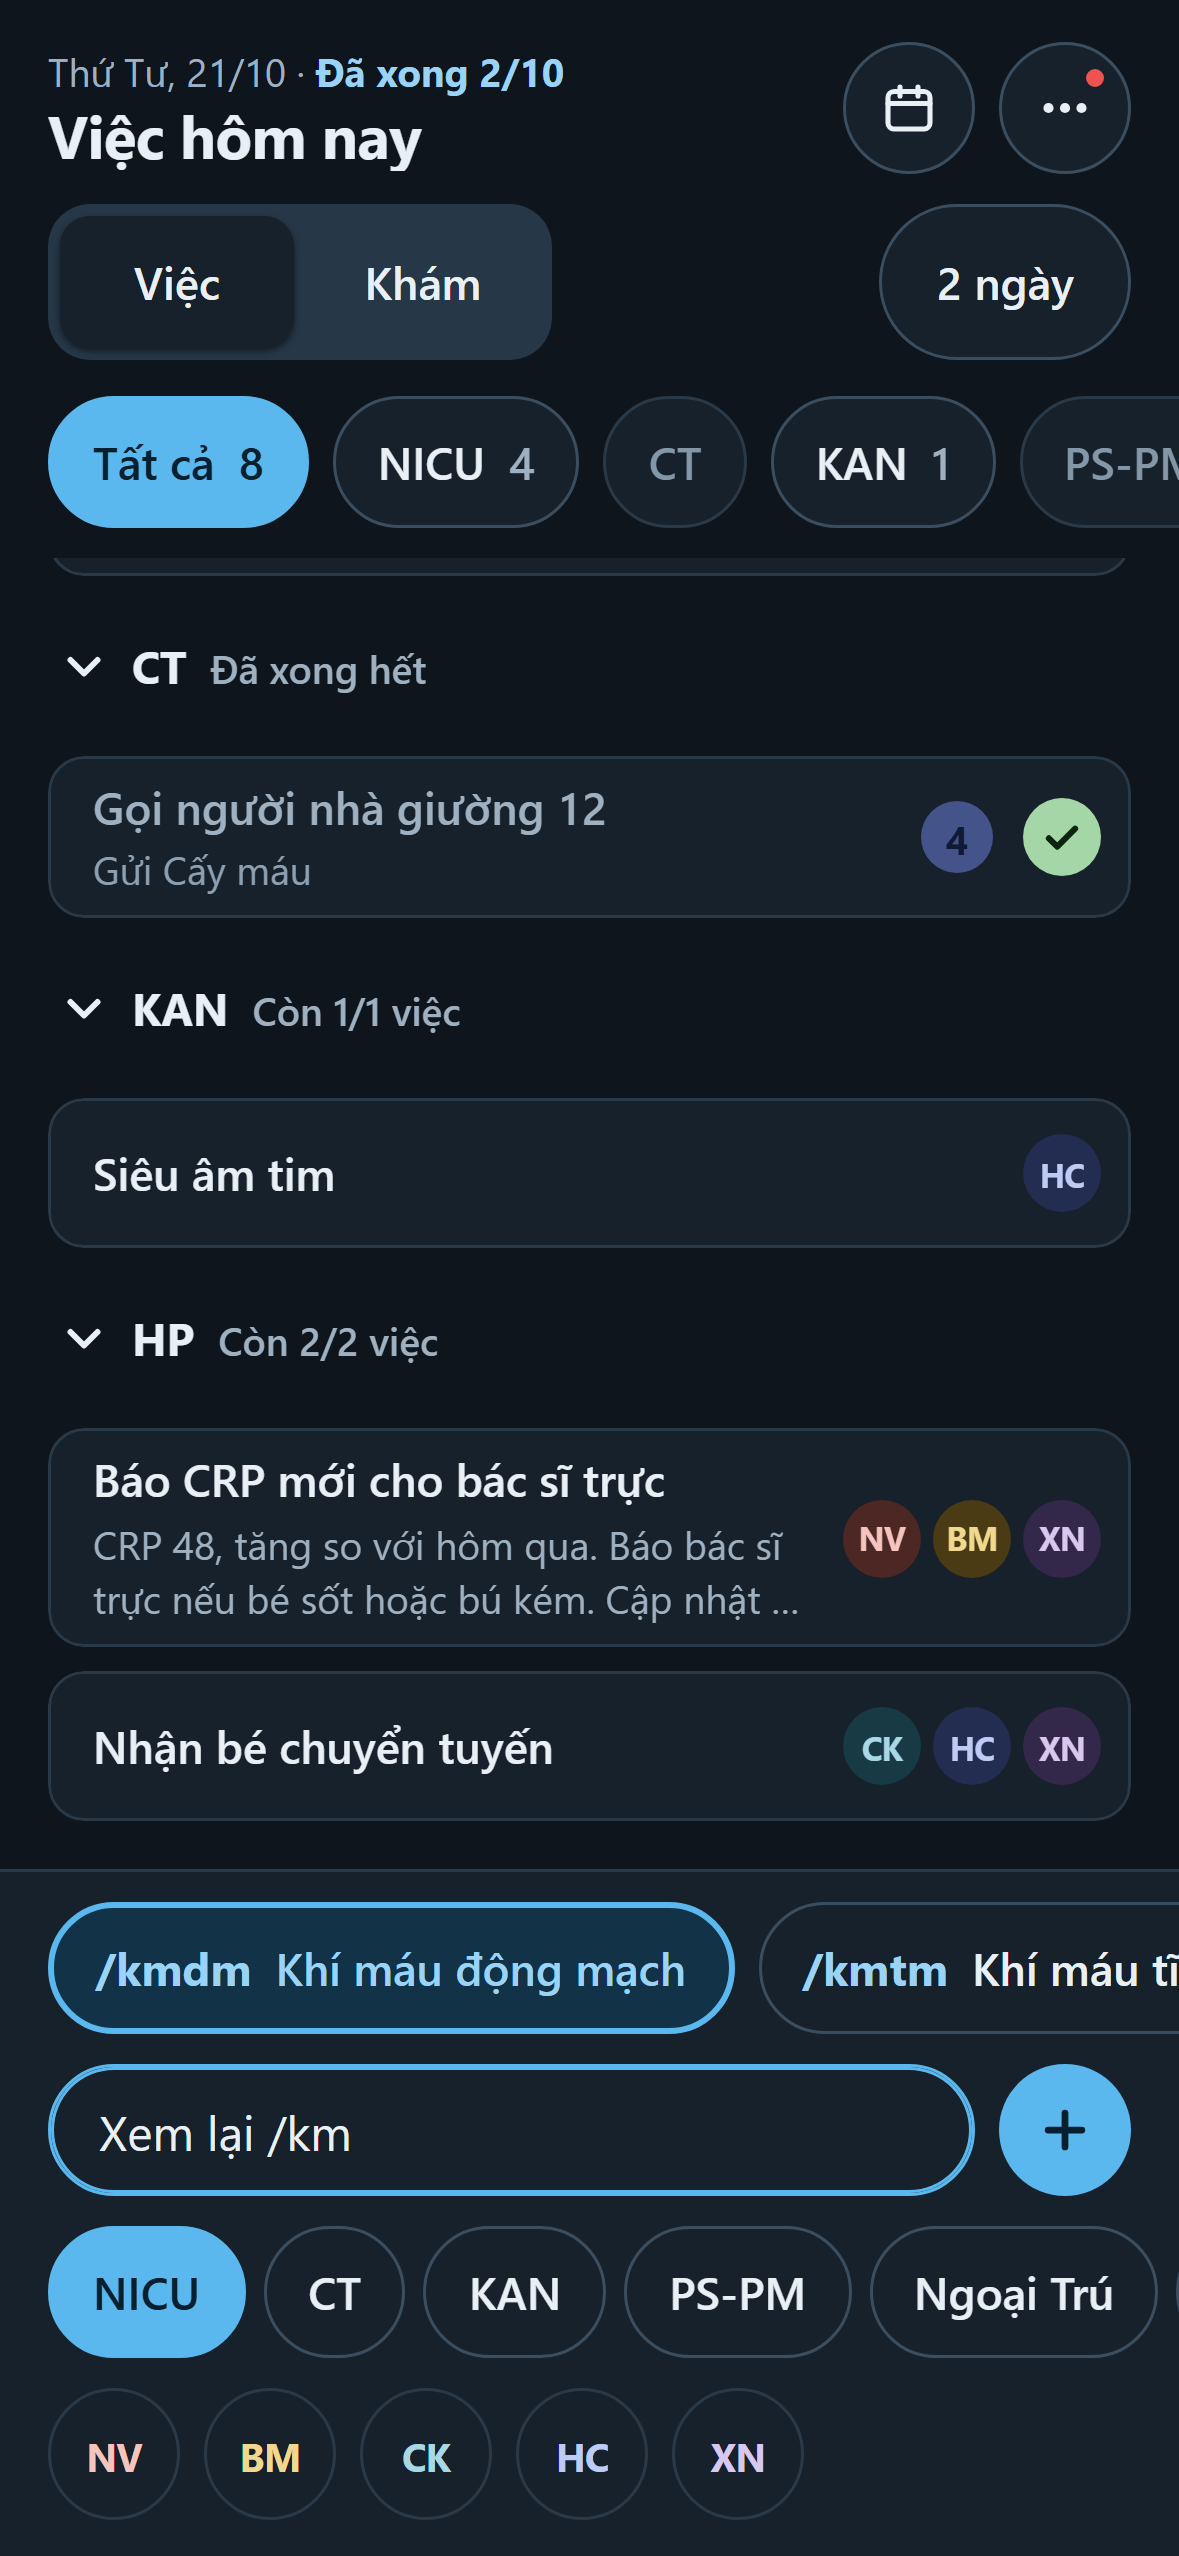 Thứ Tư, 21/10 · Đã xong 2/10
Việc hôm nay
Việc
Khám
2 ngày
Tất cả 8
NICU 4
CT
KAN 1
PS-PM
CT Đã xong hết
Gọi người nhà giường 12
Gửi Cấy máu
4
KAN Còn 1/1 việc
Siêu âm tim
HC
HP Còn 2/2 việc
Báo CRP mới cho bác sĩ trực
CRP 48, tăng so với hôm qua. Báo bác sĩ
trực nếu bé sốt hoặc bú kém. Cập nhật ...
NV BM XN
Nhận bé chuyển tuyến
CK HC XN
/kmdm Khí máu động mạch
/kmtm Khí máu tĩ
Xem lại /km
NICU
CT
KAN
PS-PM
Ngoại Trú
NV
BM
CK
HC
XN